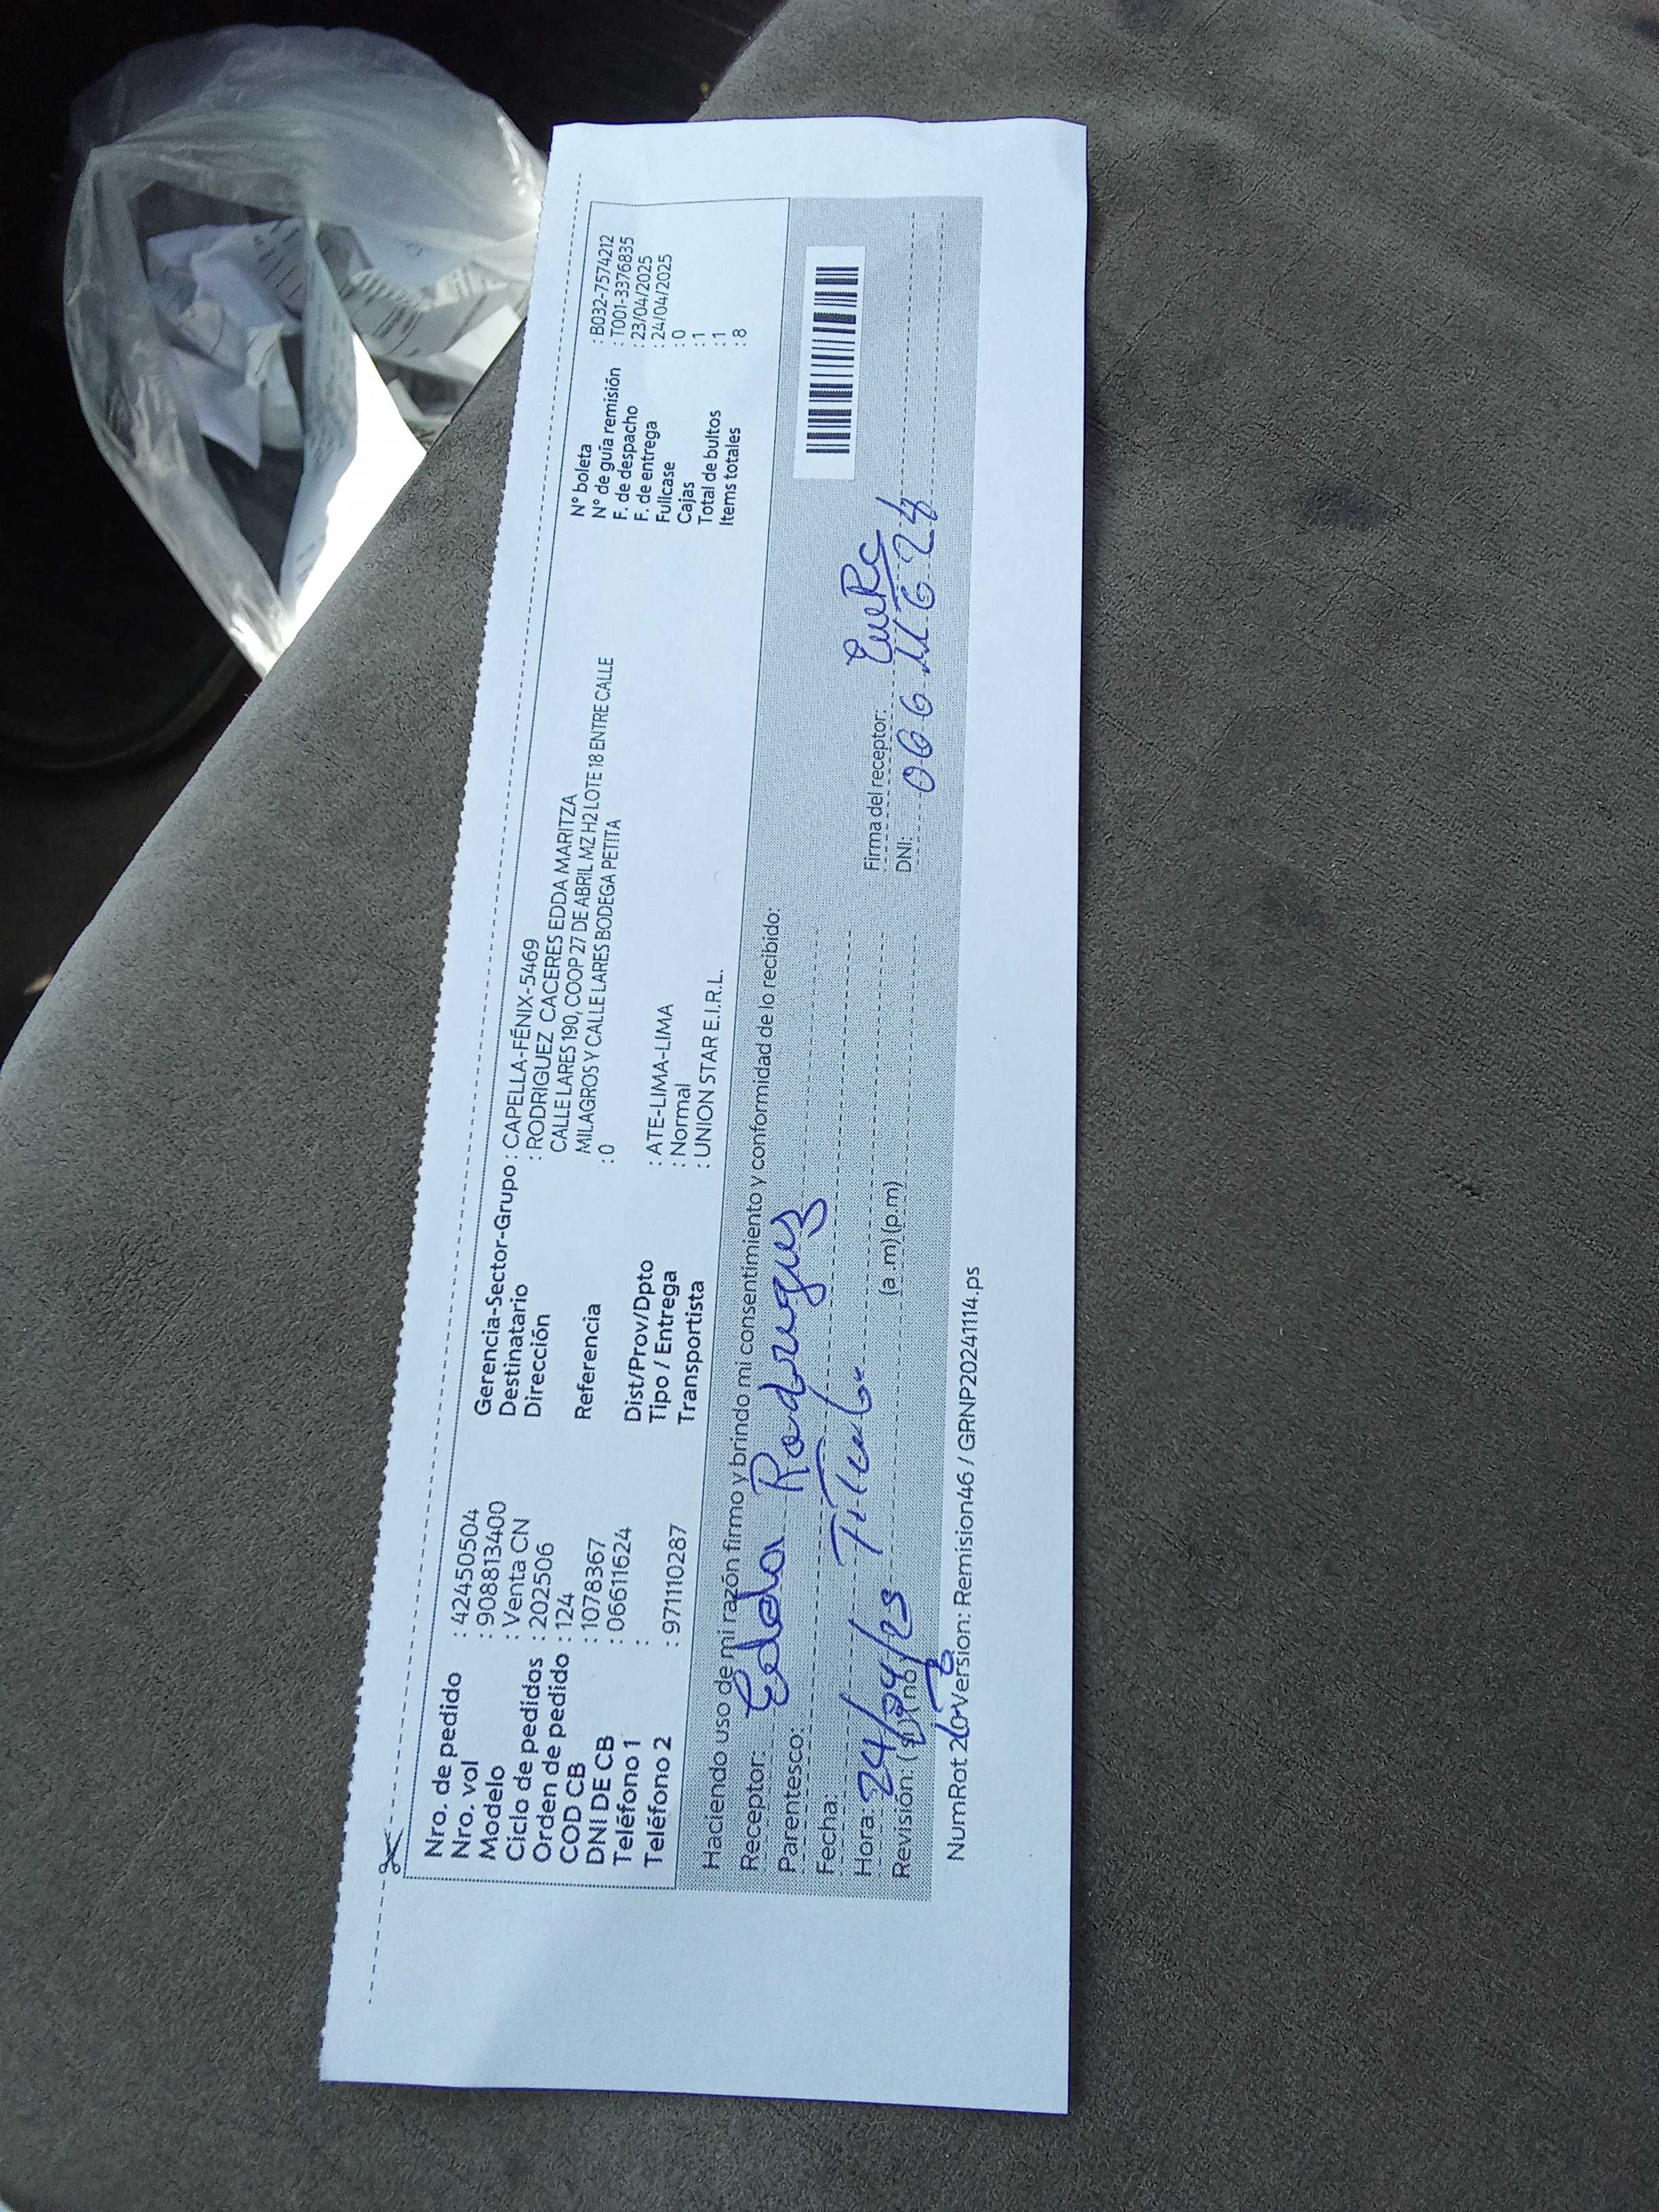 Nro. de pedido : 42450504
Nro. vol : 9088813400
Modelo : Venta CN
Ciclo de pedidos : 202506
Orden de pedido : 124
COD CB : 1078367
DNI DE CB : 06611624
Teléfono 1 :
Teléfono 2 : 971110287
Gerencia-Sector-Grupo : CAPELLA-FÉNIX-5469
Destinatario : RODRIGUEZ CACERES EDDA MARITZA
Dirección CALLE LARES 190, COOP 27 DE ABRIL MZ H2 LOTE 18 ENTRE CALLE
MILAGROS Y CALLE LARES BODEGA PETITA
Referencia : 0
Dist/Prov/Dpto : ATE-LIMA-LIMA
Tipo / Entrega : Normal
Transportista : UNION STAR E.I.R.L.
N° boleta : B032-7574212
N° de guía remisión : T001-3376835
F. de despacho : 23/04/2025
F. de entrega : 24/04/2025
Fullcase : 0
Cajas : 1
Total de bultos : 1
Items totales : 8
Haciendo uso de mi razón firmo y brindo mi consentimiento y conformidad de lo recibido:
Receptor: Edda Rodriguez
Parentesco:
Fecha:
Hora: 24/04/25
(a.m) (p.m)
Revisión: (si) (no)
Firma del receptor:
DNI: 06611624
NumRot Version: Remision46 / GRNP20241114.ps